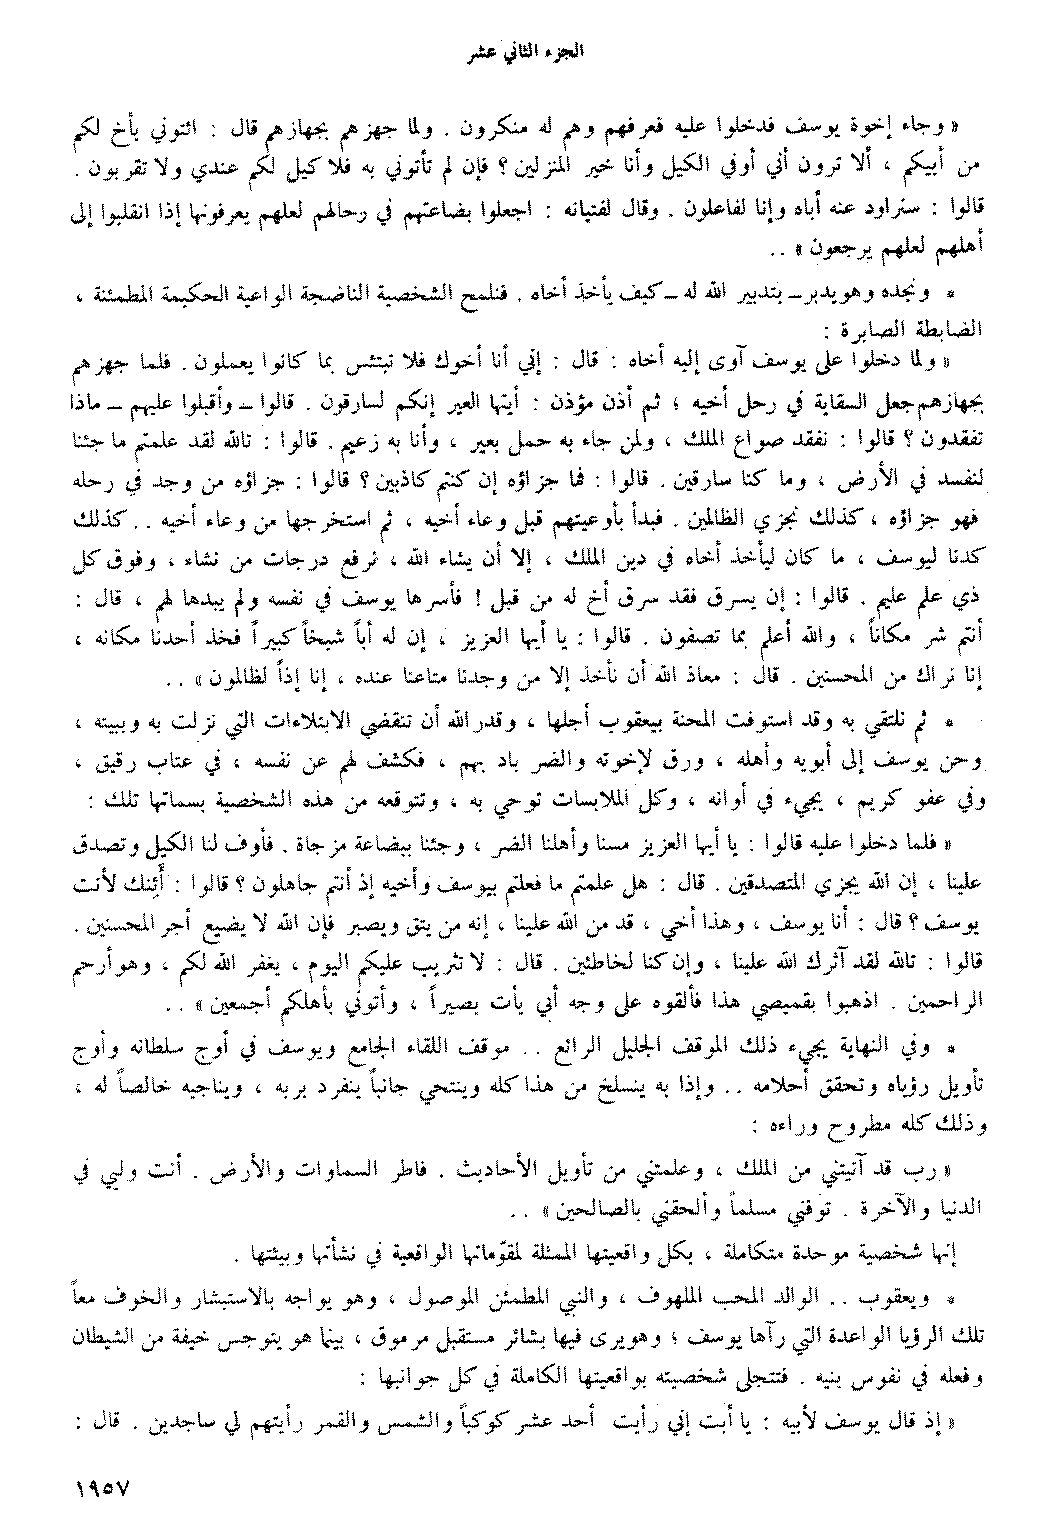 الجزء الثاني عشر
« وجاء إخوة يوسف فدخلوا عليه فعرفهم وهم له منكرون . ولما جهزهم بجهازهم قال : ائتوني بأخ لكم
من أبيكم ، ألا ترون أني أوفي الكيل وأنا خير المنزلين ؟ فإن لم تأتوني به فلا كيل لكم عندي ولا تقربون .
قالوا : سنراود عنه أباه وإنا لفاعلون . وقال لفتيانه : اجعلوا بضاعتهم في رحالهم لعلهم يعرفونها إذا انقلبوا إلى
أهلهم لعلهم يرجعون » ..
* ونجده وهو يدبر – بتدبير الله له – كيف يأخذ أخاه . فنلمح الشخصية الناضجة الواعية الحكيمة المطمئنة ،
الضابطة الصابرة :
« ولما دخلوا على يوسف آوى إليه أخاه : قال : إني أنا أخوك فلا تبتئس بما كانوا يعملون . فلما جهزهم
بجهازهم جعل السقاية في رحل أخيه ؛ ثم أذن مؤذن : أيتها العير إنكم لسارقون . قالوا – وأقبلوا عليهم – ماذا
تفقدون ؟ قالوا : نفقد صواع الملك ، ولمن جاء به حمل بعير ، وأنا به زعيم . قالوا : تالله لقد علمتم ما جئنا
لنفسد في الأرض ، وما كنا سارقين . قالوا : فما جزاؤه إن كنتم كاذبين ؟ قالوا : جزاؤه من وجد في رحله
فهو جزاؤه ، كذلك نجزي الظالمين . فبدأ بأوعيتهم قبل وعاء أخيه ، ثم استخرجها من وعاء أخيه .. كذلك
كدنا ليوسف ، ما كان ليأخذ أخاه في دين الملك ، إلا أن يشاء الله ، نرفع درجات من نشاء ، وفوق كل
ذي علم عليم . قالوا : إن يسرق فقد سرق أخ له من قبل ! فأسرها يوسف في نفسه ولم يبدها لهم ، قال :
أنتم شر مكاناً ، والله أعلم بما تصفون . قالوا : يا أيها العزيز ، إن له أباً شيخاً كبيراً فخذ أحدنا مكانه ،
إنا نراك من المحسنين . قال : معاذ الله أن نأخذ إلا من وجدنا متاعنا عنده ، إنا إذاً لظالمون » ..
* ثم نلتقي به وقد استوفت المحنة بيعقوب أجلها ، وقدر الله أن تنقضي الابتلاءات التي نزلت به وببيته ،
وحن يوسف إلى أبويه وأهله ، ورق لإخوته والضر باد بهم ، فكشف لهم عن نفسه ، في عتاب رقيق ،
وفي عفو كريم ، يجيء في أوانه ، وكل الملابسات توحي به ، وتتوقعه من هذه الشخصية بسماتها تلك :
« فلما دخلوا عليه قالوا : يا أيها العزيز مسنا وأهلنا الضر ، وجئنا ببضاعة مزجاة . فأوف لنا الكيل وتصدق
علينا ، إن الله يجزي المتصدقين . قال : هل علمتم ما فعلتم بيوسف وأخيه إذ أنتم جاهلون ؟ قالوا : أَئِنك لأنت
يوسف ؟ قال : أنا يوسف ، وهذا أخي ، قد من الله علينا ، إنه من يتق ويصبر فإن الله لا يضيع أجر المحسنين .
قالوا : تالله لقد آثرك الله علينا ، وإن كنا لخاطئين . قال : لا تثريب عليكم اليوم ، يغفر الله لكم ، وهو أرحم
الراحمين . اذهبوا بقميصي هذا فألقوه على وجه أبي يأت بصيراً ، وأتوني بأهلكم أجمعين » ..
* وفي النهاية يجيء ذلك الموقف الجليل الرائع .. موقف اللقاء الجامع ويوسف في أوج سلطانه وأوج
تأويل رؤياه وتحقق أحلامه .. وإذا به ينسلخ من هذا كله وينتحي جانباً ينفرد بربه ، ويناجيه خالصاً له ،
وذلك كله مطروح وراءه :
« رب قد آتيتني من الملك ، وعلمتني من تأويل الأحاديث . فاطر السماوات والأرض . أنت وليي في
الدنيا والآخرة . توفني مسلماً وألحقني بالصالحين » ..
إنها شخصية موحدة متكاملة ، بكل واقعيتها الممثلة لمقوّماتها الواقعية في نشأتها وبيئتها .
* ويعقوب .. الوالد المحب الملهوف ، والنبي المطمئن الموصول ، وهو يواجه بالاستبشار والخوف معاً
تلك الرؤيا الواعدة التي رآها يوسف ؛ وهو يرى فيها بشائر مستقبل مرموق ، بينما هو يتوجس خيفة من الشيطان
وفعله في نفوس بنيه . فتتجلى شخصيته بواقعيتها الكاملة في كل جوانبها :
« إذ قال يوسف لأبيه : يا أبت إني رأيت أحد عشر كوكباً والشمس والقمر رأيتهم لي ساجدين . قال :
١٩٥٧